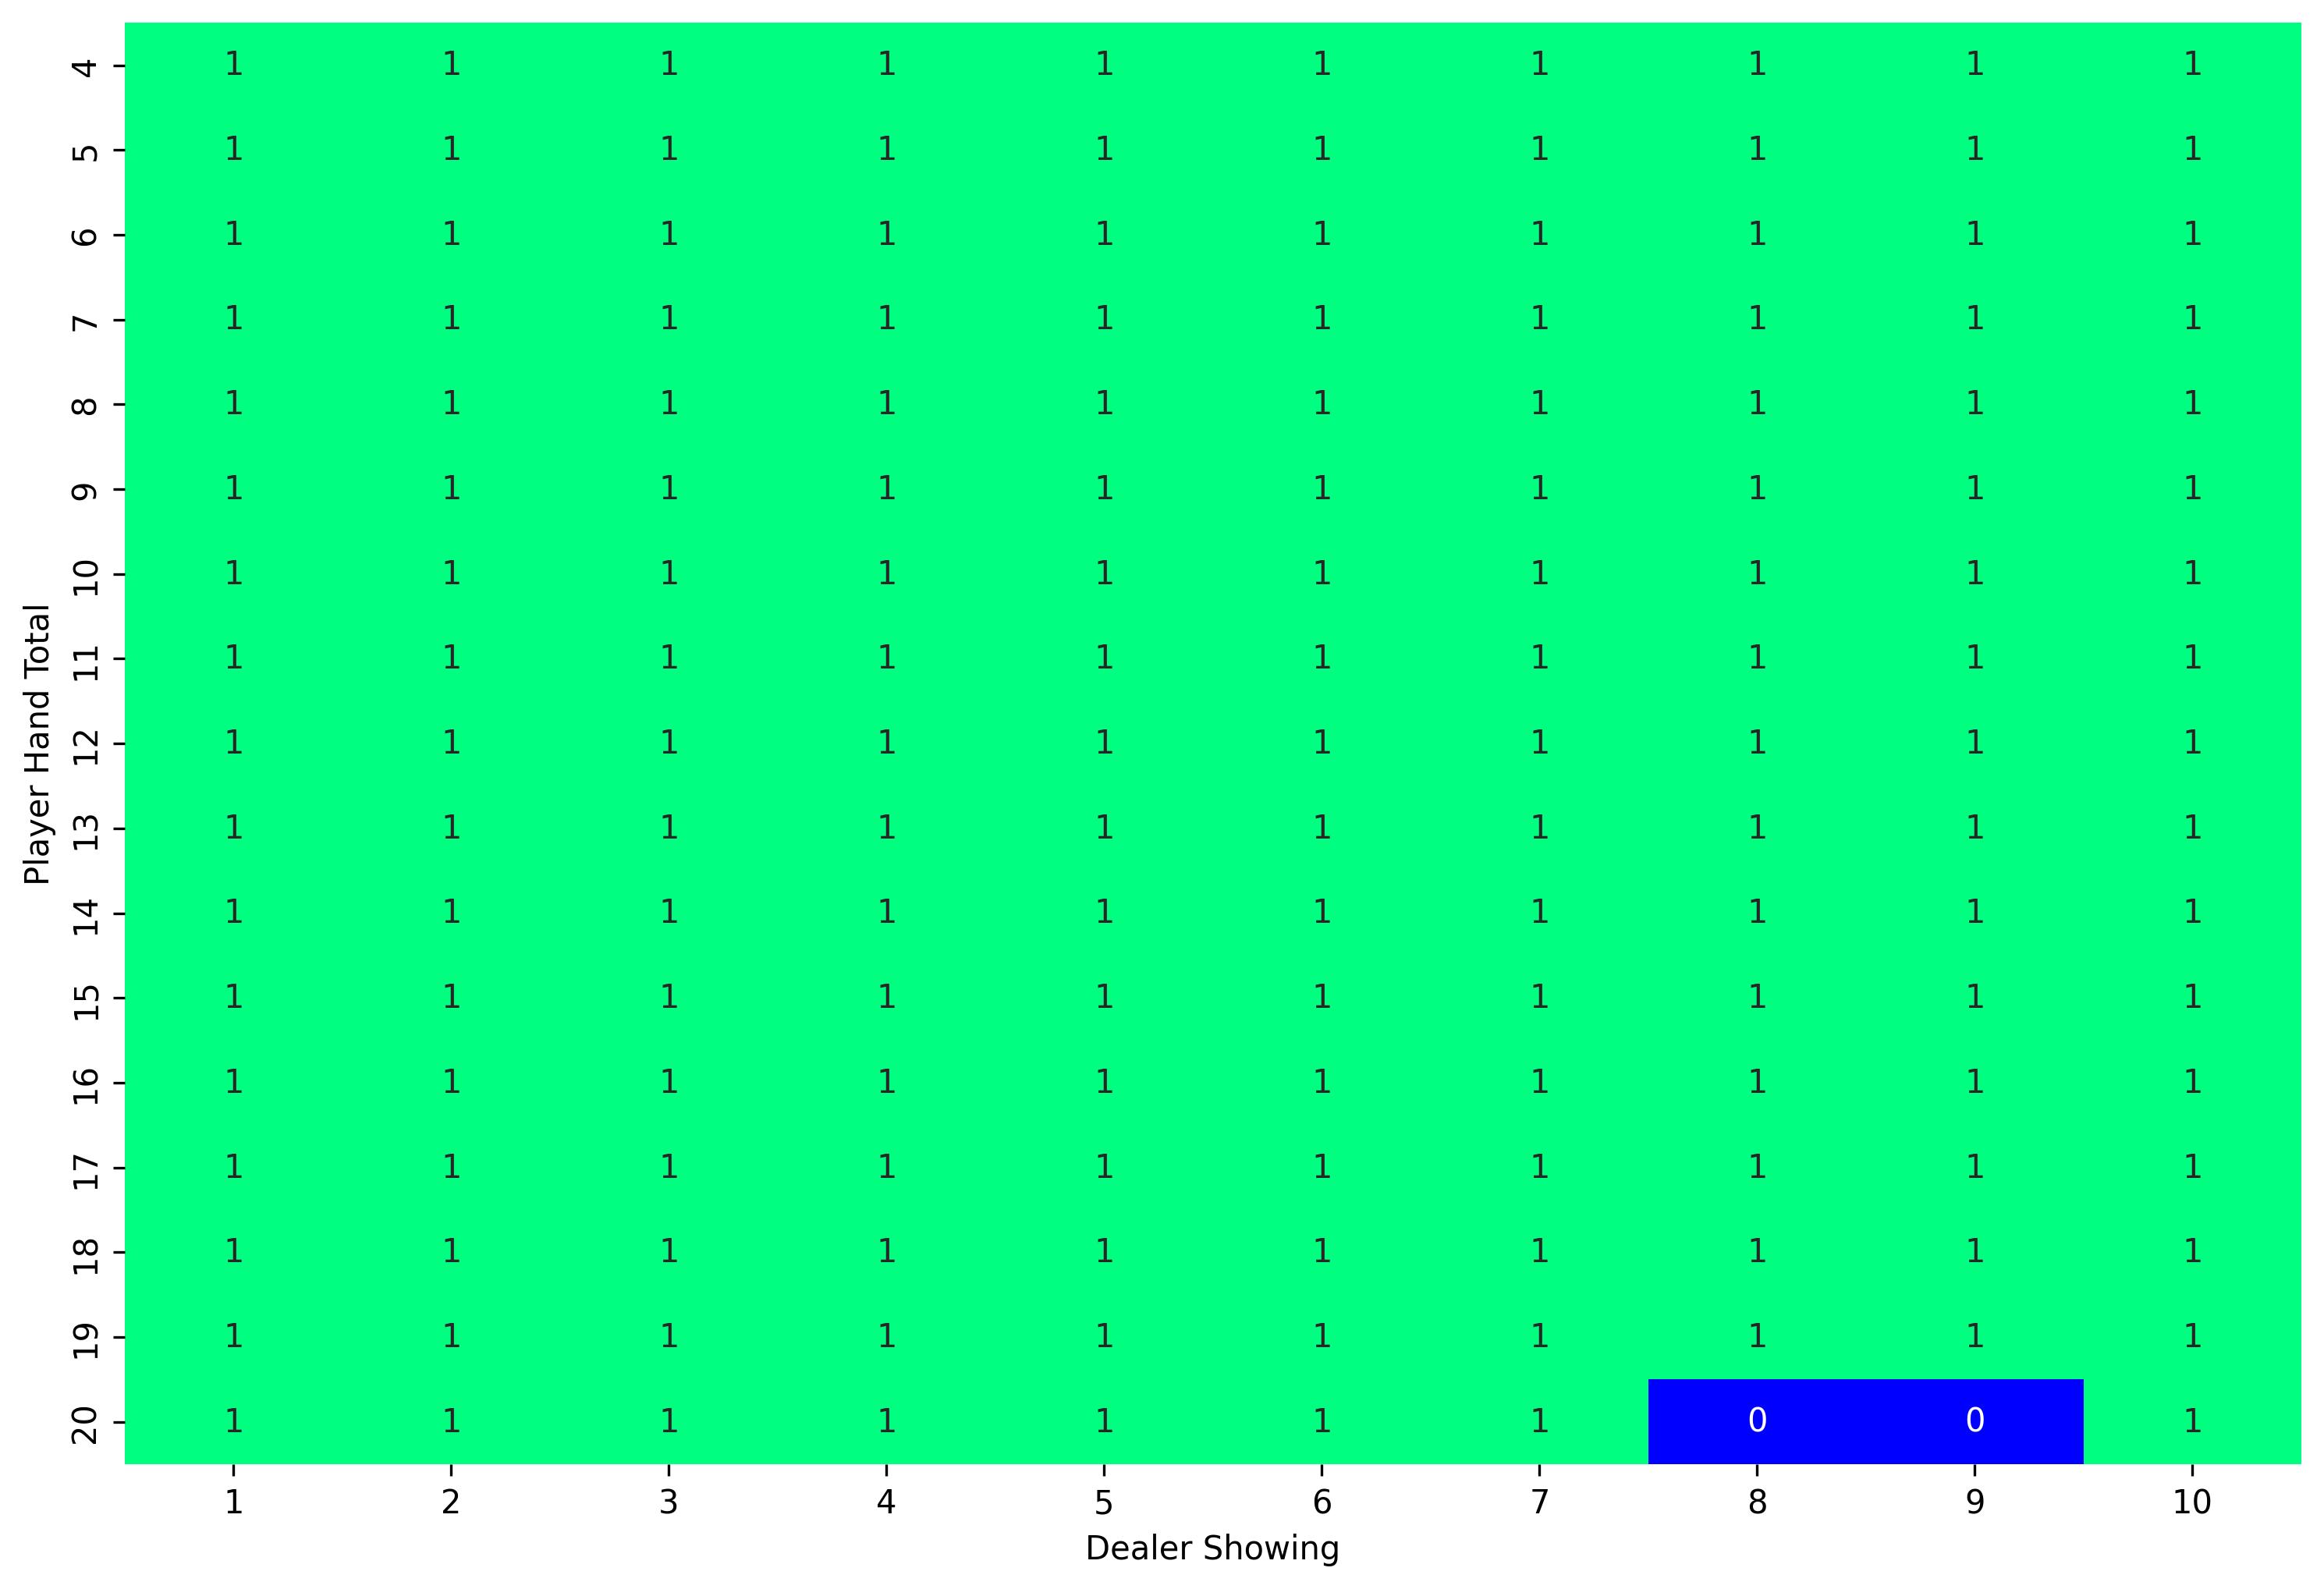 4 1 1 1 1 1 1 1 1 1 1
5 1 1 1 1 1 1 1 1 1 1
6 1 1 1 1 1 1 1 1 1 1
7 1 1 1 1 1 1 1 1 1 1
8 1 1 1 1 1 1 1 1 1 1
9 1 1 1 1 1 1 1 1 1 1
10 1 1 1 1 1 1 1 1 1 1
11 1 1 1 1 1 1 1 1 1 1
12 1 1 1 1 1 1 1 1 1 1
13 1 1 1 1 1 1 1 1 1 1
14 1 1 1 1 1 1 1 1 1 1
15 1 1 1 1 1 1 1 1 1 1
16 1 1 1 1 1 1 1 1 1 1
17 1 1 1 1 1 1 1 1 1 1
18 1 1 1 1 1 1 1 1 1 1
19 1 1 1 1 1 1 1 1 1 1
20 1 1 1 1 1 1 1 0 0 1
1 2 3 4 5 6 7 8 9 10
Dealer Showing
Player Hand Total